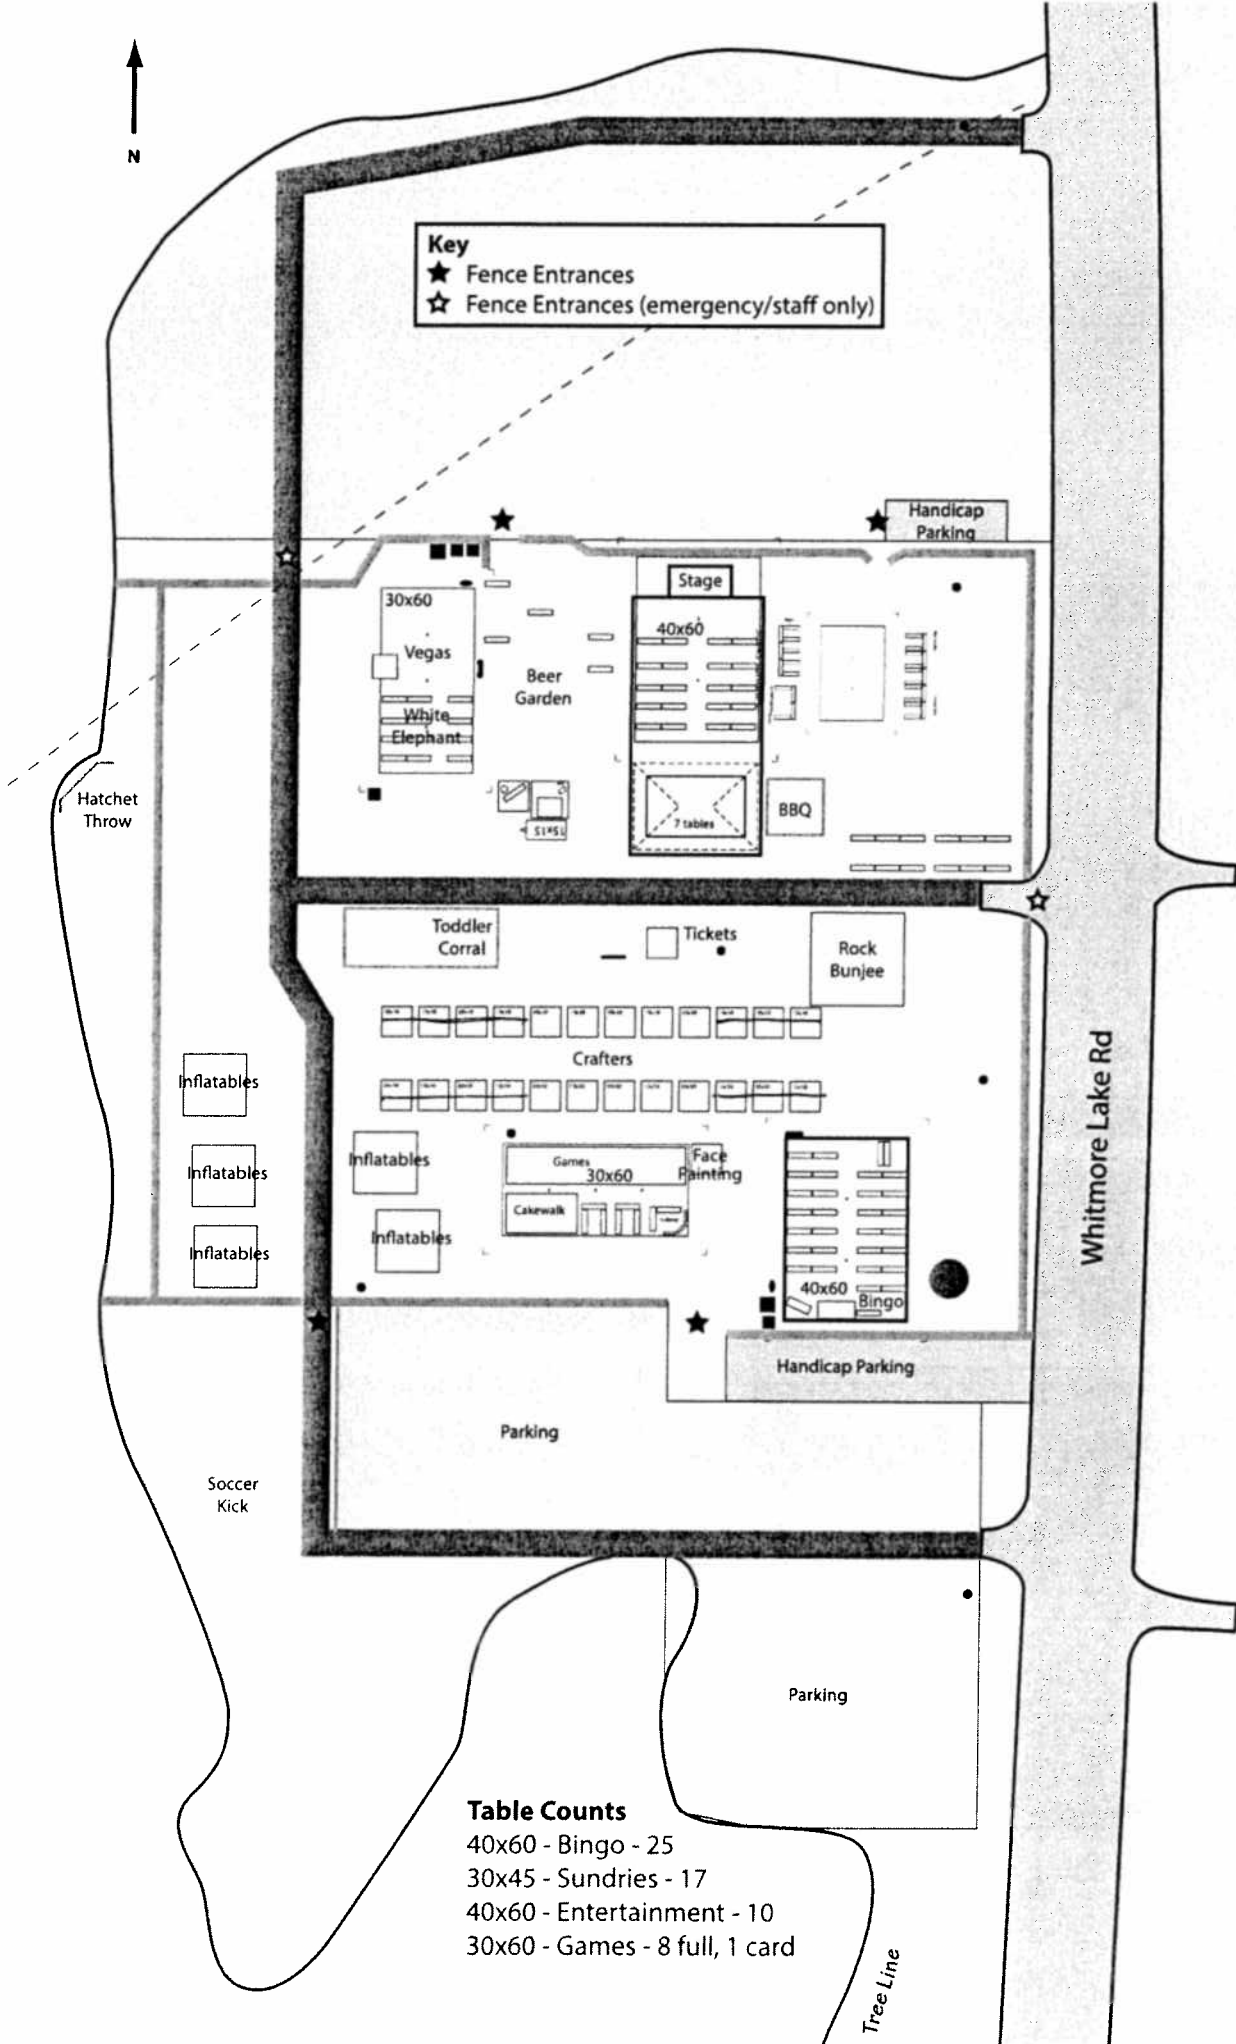 N
Key
Fence Entrances
Fence Entrances (emergency/staff only)
Handicap
Parking
Stage
30x60
40x60
Vegas
Beer
Garden
White
Elephant
Hatchet
Throw
7 tables
BBQ
15x15
Toddler
Corral
Tickets
Rock
Bunjee
Crafters
Whitmore Lake Rd
Inflatables
Inflatables
Inflatables
Inflatables
Inflatables
Games
30x60
Face
Painting
Cakewalk
40x60
Bingo
Handicap Parking
Parking
Soccer
Kick
Parking
Table Counts
40x60 - Bingo - 25
30x45 - Sundries - 17
40x60 - Entertainment - 10
30x60 - Games - 8 full, 1 card
Tree Line